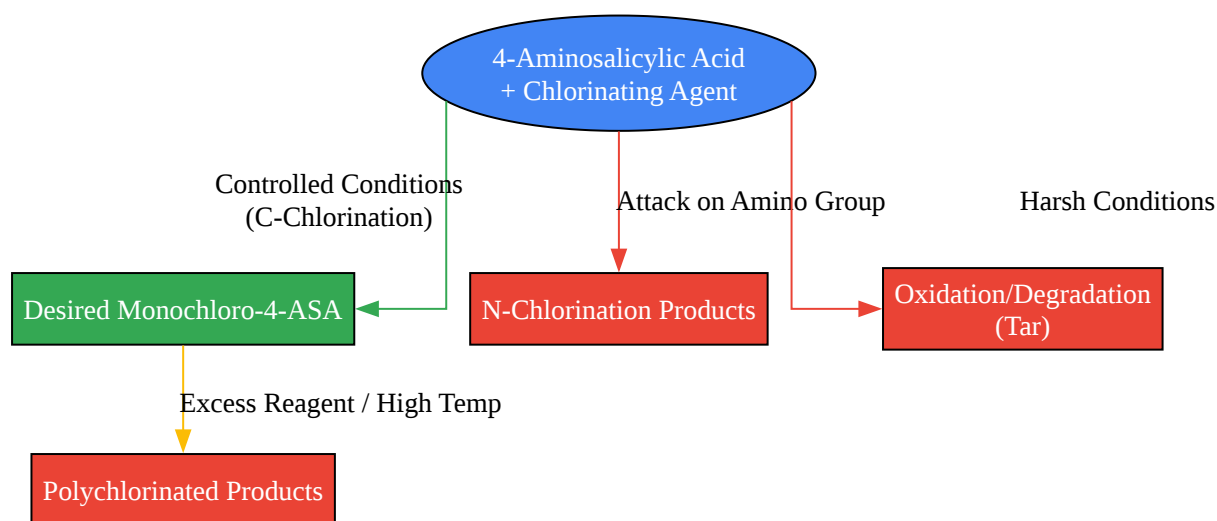 4-Aminosalicylic Acid
+ Chlorinating Agent
Controlled Conditions
(C-Chlorination)
Attack on Amino Group
Harsh Conditions
Desired Monochloro-4-ASA
N-Chlorination Products
Oxidation/Degradation
(Tar)
Excess Reagent / High Temp
Polychlorinated Products